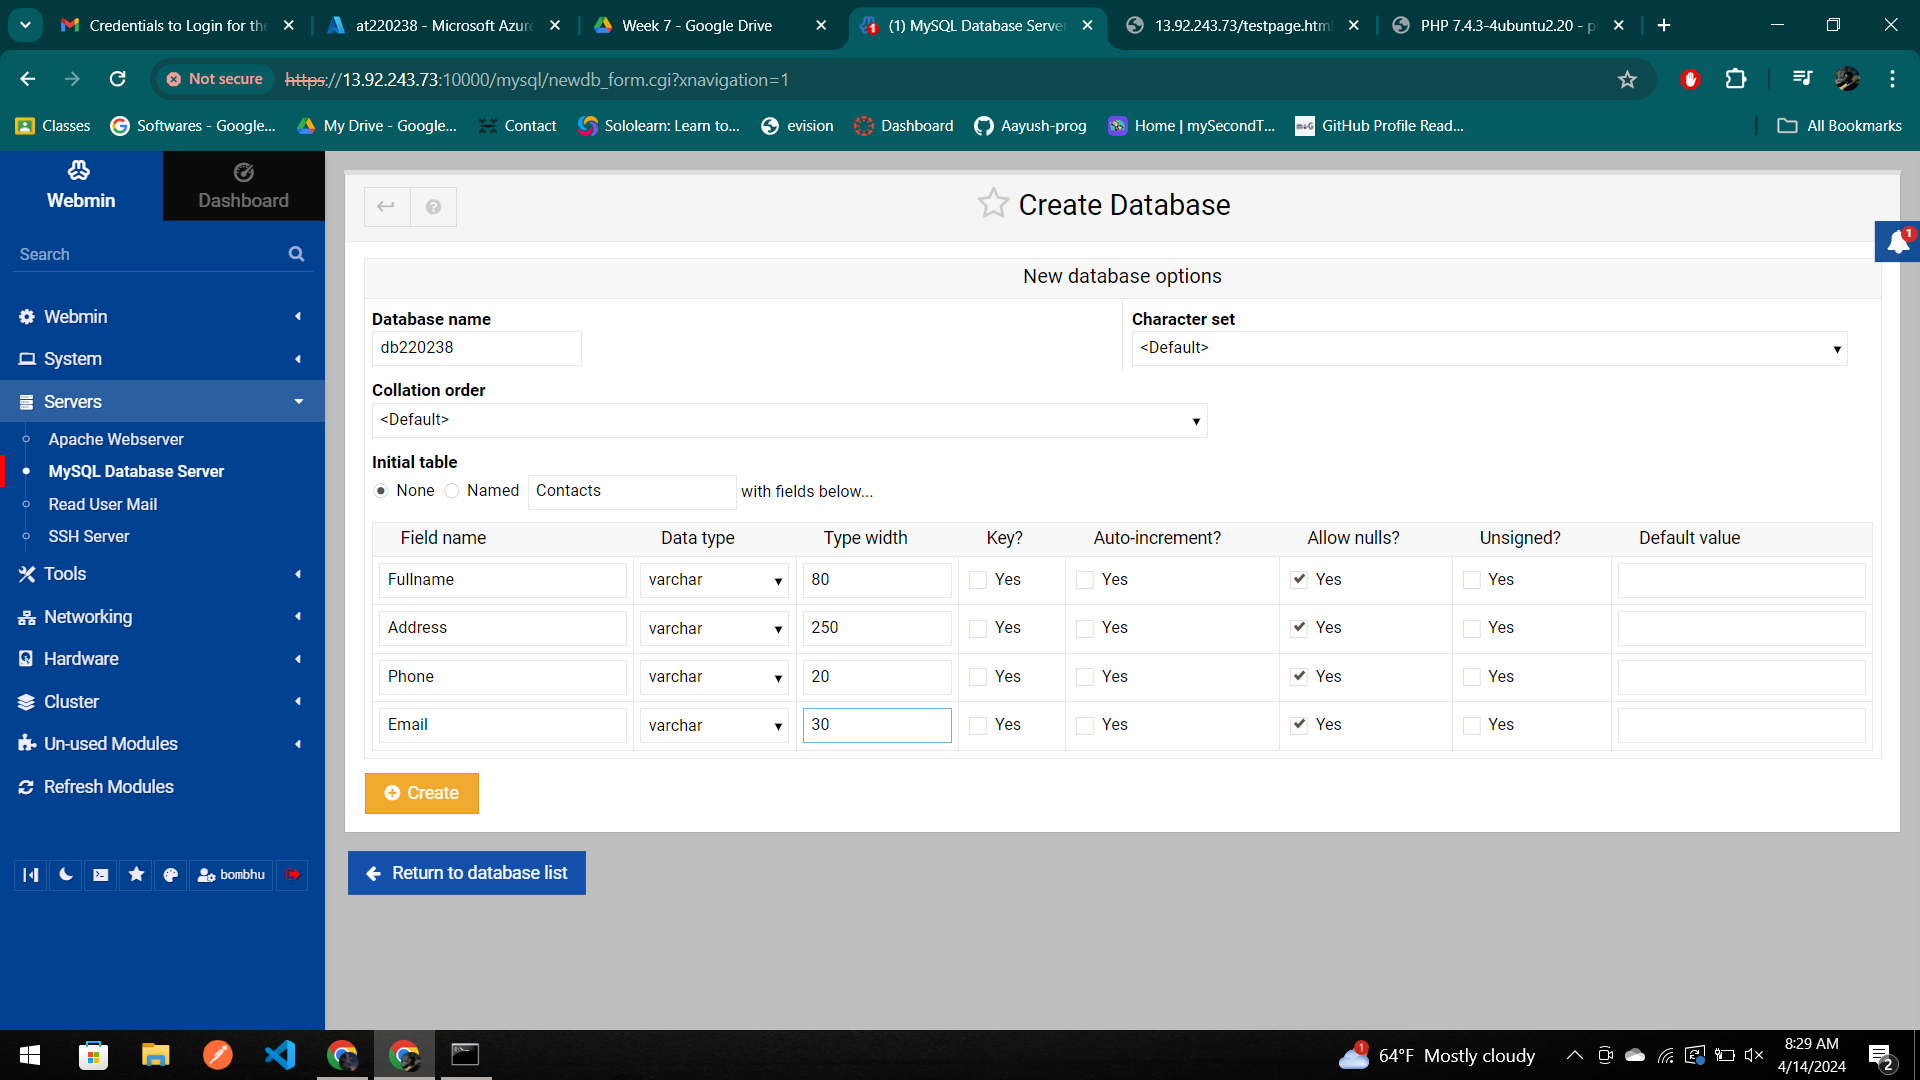 Credentials to Login for the
at220238 - Microsoft Azure
Week 7 - Google Drive
(1) MySQL Database Server
13.92.243.73/testpage.html
PHP 7.4.3-4ubuntu2.20 - p
Not secure
https://13.92.243.73:10000/mysql/newdb_form.cgi?xnavigation=1
Classes
Softwares - Google...
My Drive - Google...
Contact
Sololearn: Learn to...
evision
Dashboard
Aayush-prog
Home | mySecondT...
GitHub Profile Read...
All Bookmarks
Webmin
Dashboard
Search
Webmin
System
Servers
Apache Webserver
MySQL Database Server
Read User Mail
SSH Server
Tools
Networking
Hardware
Cluster
Un-used Modules
Refresh Modules
bombhu
Create Database
1
New database options
Database name
db220238
Character set
<Default>
Collation order
<Default>
Initial table
None Named Contacts with fields below...
Field name Data type Type width Key? Auto-increment? Allow nulls? Unsigned? Default value
Fullname varchar 80 Yes Yes Yes Yes
Address varchar 250 Yes Yes Yes Yes
Phone varchar 20 Yes Yes Yes Yes
Email varchar 30 Yes Yes Yes Yes
Create
Return to database list
1
64°F Mostly cloudy
8:29 AM
4/14/2024
2